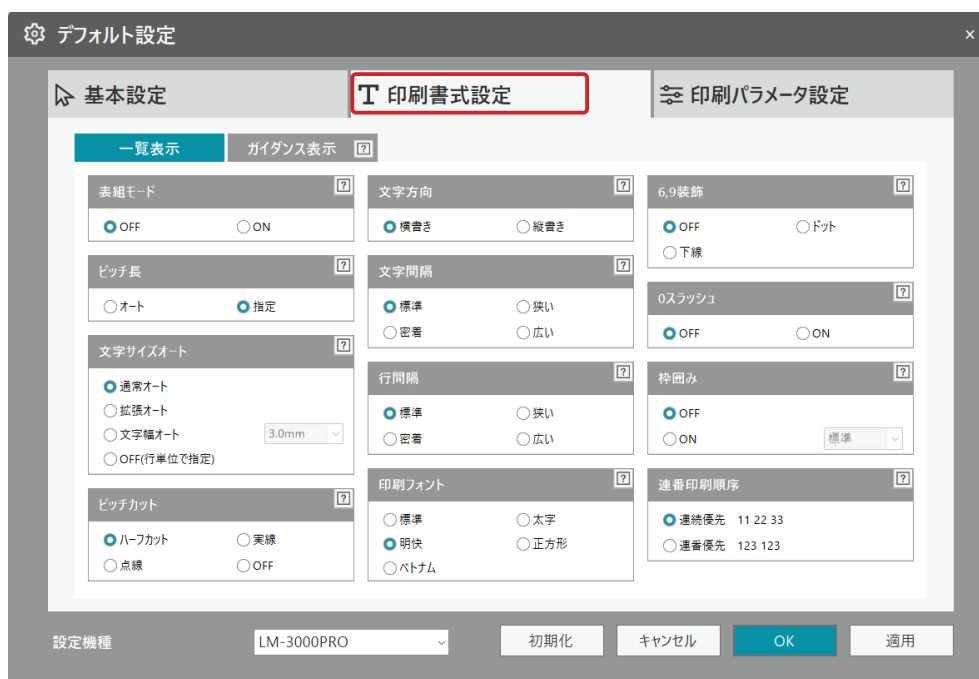 デフォルト設定
×
基本設定
T 印刷書式設定
印刷パラメータ設定
一覧表示
ガイダンス表示 ?
表組モード ?
OFF ON
ピッチ長 ?
オート 指定
文字サイズオート ?
通常オート
拡張オート
文字幅オート 3.0mm
OFF(行単位で指定)
ピッチカット ?
ハーフカット 実線
点線 OFF
文字方向 ?
横書き 縦書き
文字間隔 ?
標準 狭い
密着 広い
行間隔 ?
標準 狭い
密着 広い
印刷フォント ?
標準 太字
明快 正方形
ベトナム
6,9装飾 ?
OFF ドット
下線
0スラッシュ ?
OFF ON
枠囲み ?
OFF
ON 標準
連番印刷順序 ?
連続優先 11 22 33
連番優先 123 123
設定機種 LM-3000PRO 初期化 キャンセル OK 適用